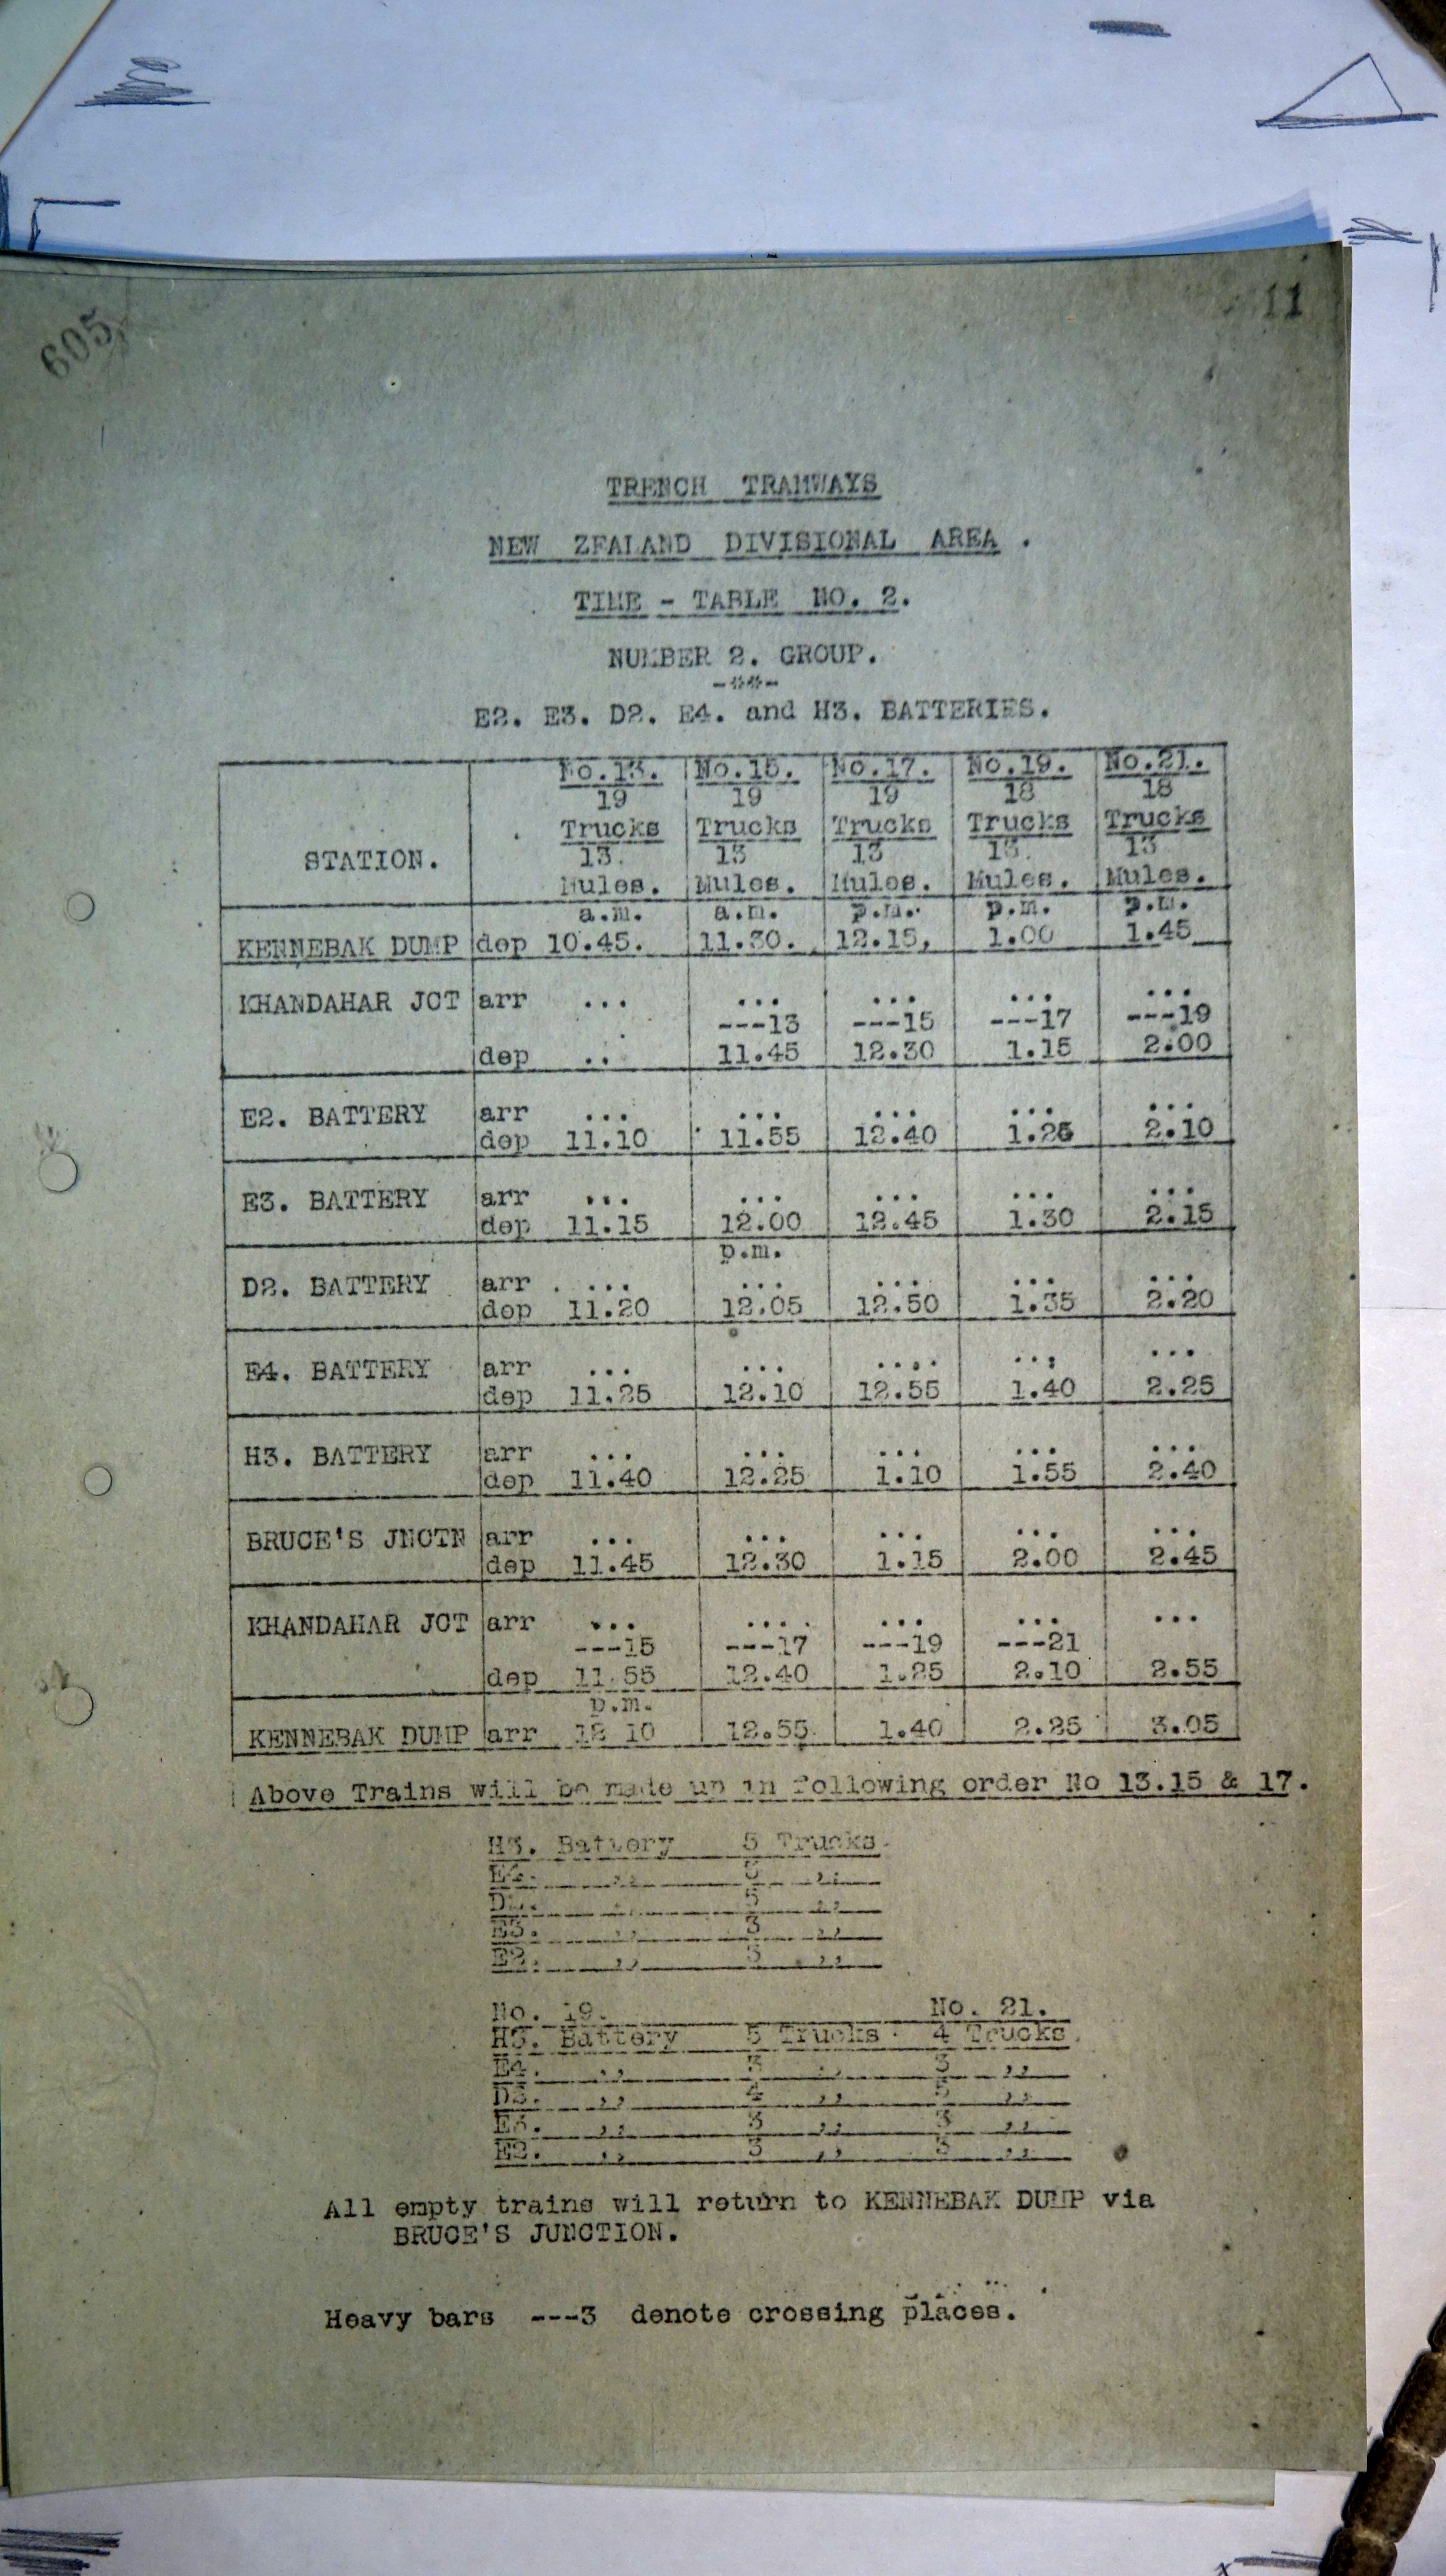 605
11
TRENCH TRAMWAYS
NEW ZEALAND DIVISIONAL AREA .
TIME - TABLE NO. 2.
NUMBER 2. GROUP.
-**-
E2. E3. D2. E4. and H3. BATTERIES.
No.13. No.15. No.17. No.19. No.21.
19 19 19 18 18
Trucks Trucks Trucks Trucks Trucks
STATION. 13. 13 13 13. 13
Mules. Mules. Mules. Mules. Mules.
a.m. a.m. p.m. p.m. p.m.
KENNEBAK DUMP dep 10.45. 11.30. 12.15, 1.00 1.45
KHANDAHAR JCT arr ... ... ... ... ...
---13 ---15 ---17 ---19
dep .. 11.45 12.30 1.15 2.00
E2. BATTERY arr ... ... ... ... ...
dep 11.10 11.55 12.40 1.25 2.10
E3. BATTERY arr ... ... ... ... ...
dep 11.15 12.00 12.45 1.30 2.15
p.m.
D2. BATTERY arr ... ... ... ... ...
dep 11.20 12.05 12.50 1.35 2.20
E4. BATTERY arr ... ... .... ... ...
dep 11.25 12.10 12.55 1.40 2.25
H3. BATTERY arr ... ... ... ... ...
dep 11.40 12.25 1.10 1.55 2.40
BRUCE'S JNCTN arr ... ... ... ... ...
dep 11.45 12.30 1.15 2.00 2.45
KHANDAHAR JCT arr ... .... ... ... ...
---15 ---17 ---19 ---21
dep 11.55 12.40 1.25 2.10 2.55
p.m.
KENNEBAK DUMP arr 12 10 12.55 1.40 2.25 3.05
Above Trains will be made up in following order No 13.15 & 17.
H3. Battery 5 Trucks.
E4. ,, 3 ,,
D2. ,, 5 ,,
E3. ,, 3 ,,
E2. ,, 3 ,,
No. 19. No. 21.
H3. Battery 5 Trucks 4 Trucks.
E4. ,, 3 ,, 3 ,,
D2. ,, 4 ,, 5 ,,
E3. ,, 3 ,, 3 ,,
E2. ,, 3 ,, 3 ,,
All empty trains will return to KENNEBAK DUMP via
BRUCE'S JUNCTION.
Heavy bars ---3 denote crossing places.